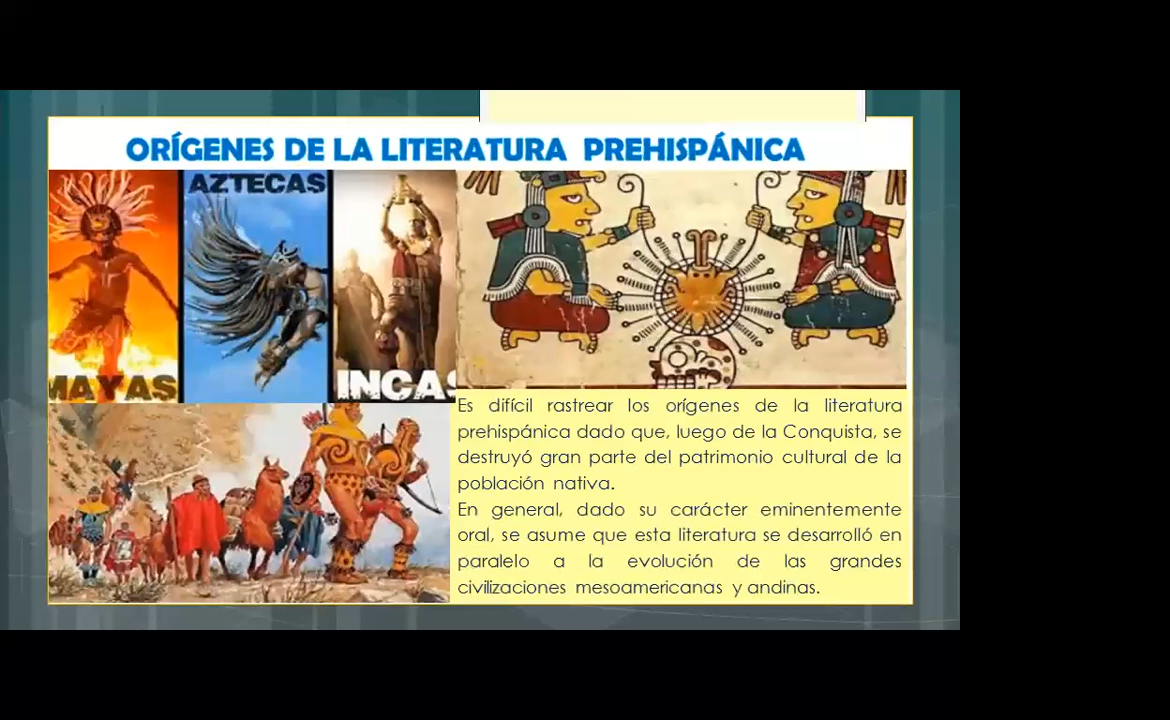 ORÍGENES DE LA LITERATURA PREHISPÁNICA
AZTECAS
MAYAS
INCAS
Es difícil rastrear los orígenes de la literatura
prehispánica dado que, luego de la Conquista, se
destruyó gran parte del patrimonio cultural de la
población nativa.
En general, dado su carácter eminentemente
oral, se asume que esta literatura se desarrolló en
paralelo a la evolución de las grandes
civilizaciones mesoamericanas y andinas.